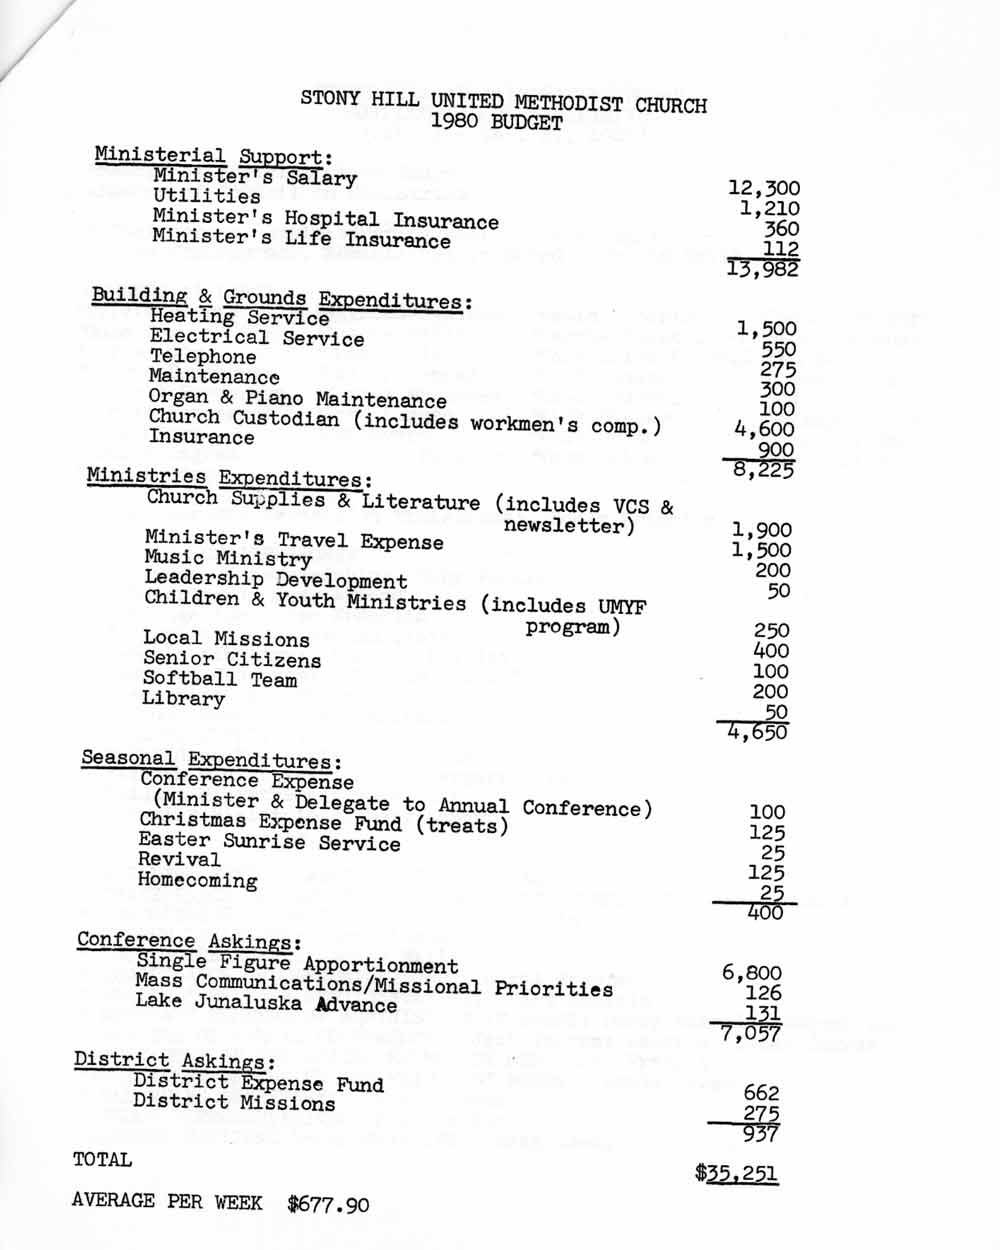 STONY HILL UNITED METHODIST CHURCH
1980 BUDGET
Ministerial Support:
Minister's Salary 12,300
Utilities 1,210
Minister's Hospital Insurance 360
Minister's Life Insurance 112
13,982
Building & Grounds Expenditures:
Heating Service 1,500
Electrical Service 550
Telephone 275
Maintenance 300
Organ & Piano Maintenance 100
Church Custodian (includes workmen's comp.) 4,600
Insurance 900
8,225
Ministries Expenditures:
Church Supplies & Literature (includes VCS &
newsletter) 1,900
Minister's Travel Expense 1,500
Music Ministry 200
Leadership Development 50
Children & Youth Ministries (includes UMYF
program) 250
Local Missions 400
Senior Citizens 100
Softball Team 200
Library 50
4,650
Seasonal Expenditures:
Conference Expense
(Minister & Delegate to Annual Conference) 100
Christmas Expense Fund (treats) 125
Easter Sunrise Service 25
Revival 125
Homecoming 25
400
Conference Askings:
Single Figure Apportionment 6,800
Mass Communications/Missional Priorities 126
Lake Junaluska Advance 131
7,057
District Askings:
District Expense Fund 662
District Missions 275
937
TOTAL $35,251
AVERAGE PER WEEK $677.90